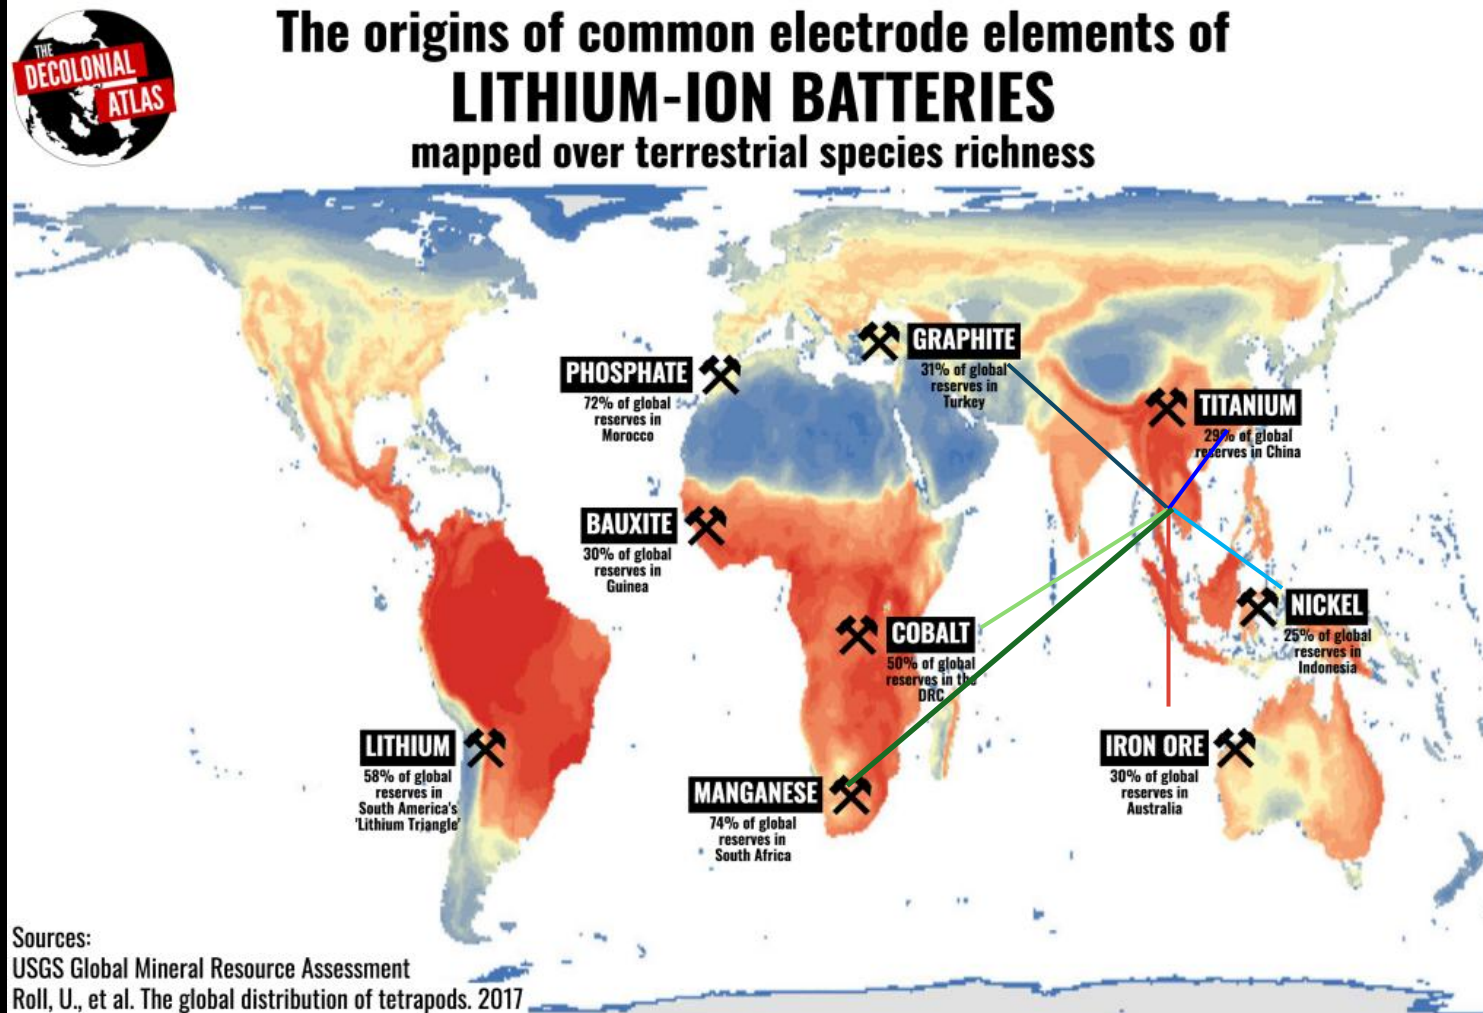 THE
DECOLONIAL
ATLAS
The origins of common electrode elements of
LITHIUM-ION BATTERIES
mapped over terrestrial species richness
GRAPHITE
31% of global
reserves in
Turkey
PHOSPHATE
72% of global
reserves in
Morocco
TITANIUM
29% of global
reserves in China
BAUXITE
30% of global
reserves in
Guinea
NICKEL
25% of global
reserves in
Indonesia
COBALT
50% of global
reserves in the
DRC
LITHIUM
58% of global
reserves in
South America's
'Lithium Triangle'
IRON ORE
30% of global
reserves in
Australia
MANGANESE
74% of global
reserves in
South Africa
Sources:
USGS Global Mineral Resource Assessment
Roll, U., et al. The global distribution of tetrapods. 2017